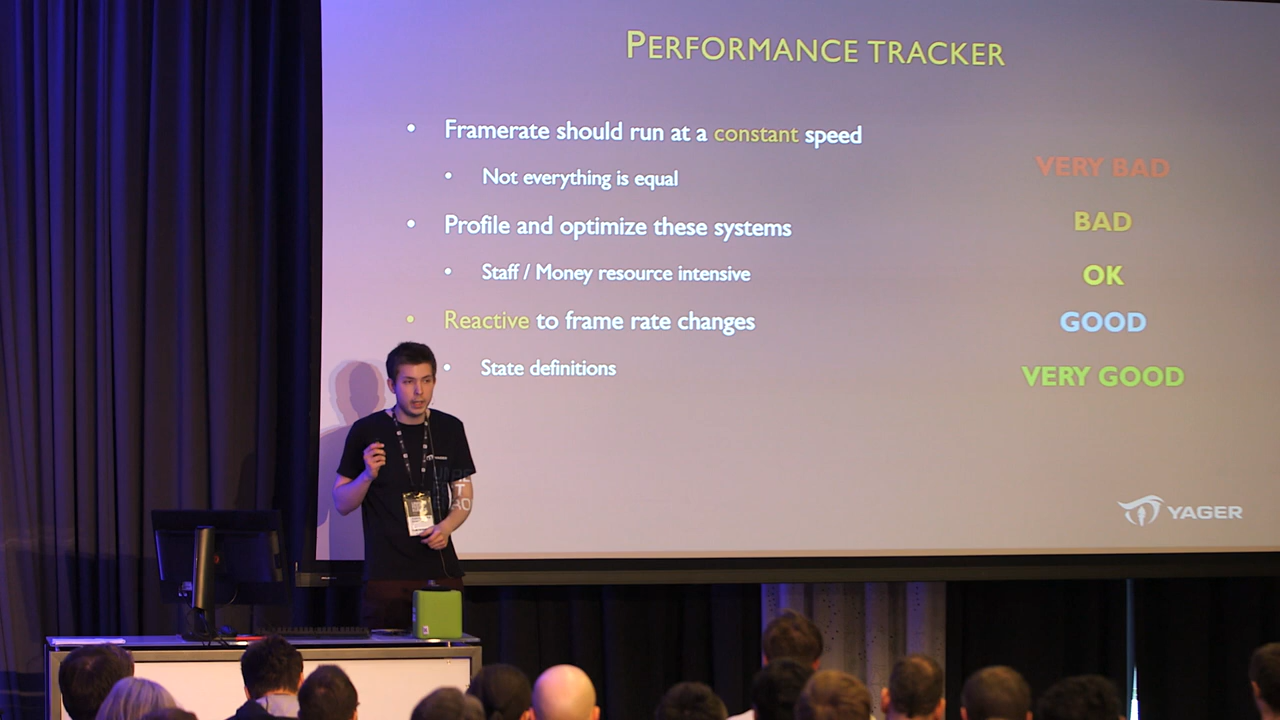 PERFORMANCE TRACKER
• Framerate should run at a constant speed
• Not everything is equal
• Profile and optimize these systems
• Staff / Money resource intensive
• Reactive to frame rate changes
• State definitions
VERY BAD
BAD
OK
GOOD
VERY GOOD
YAGER
YAGER